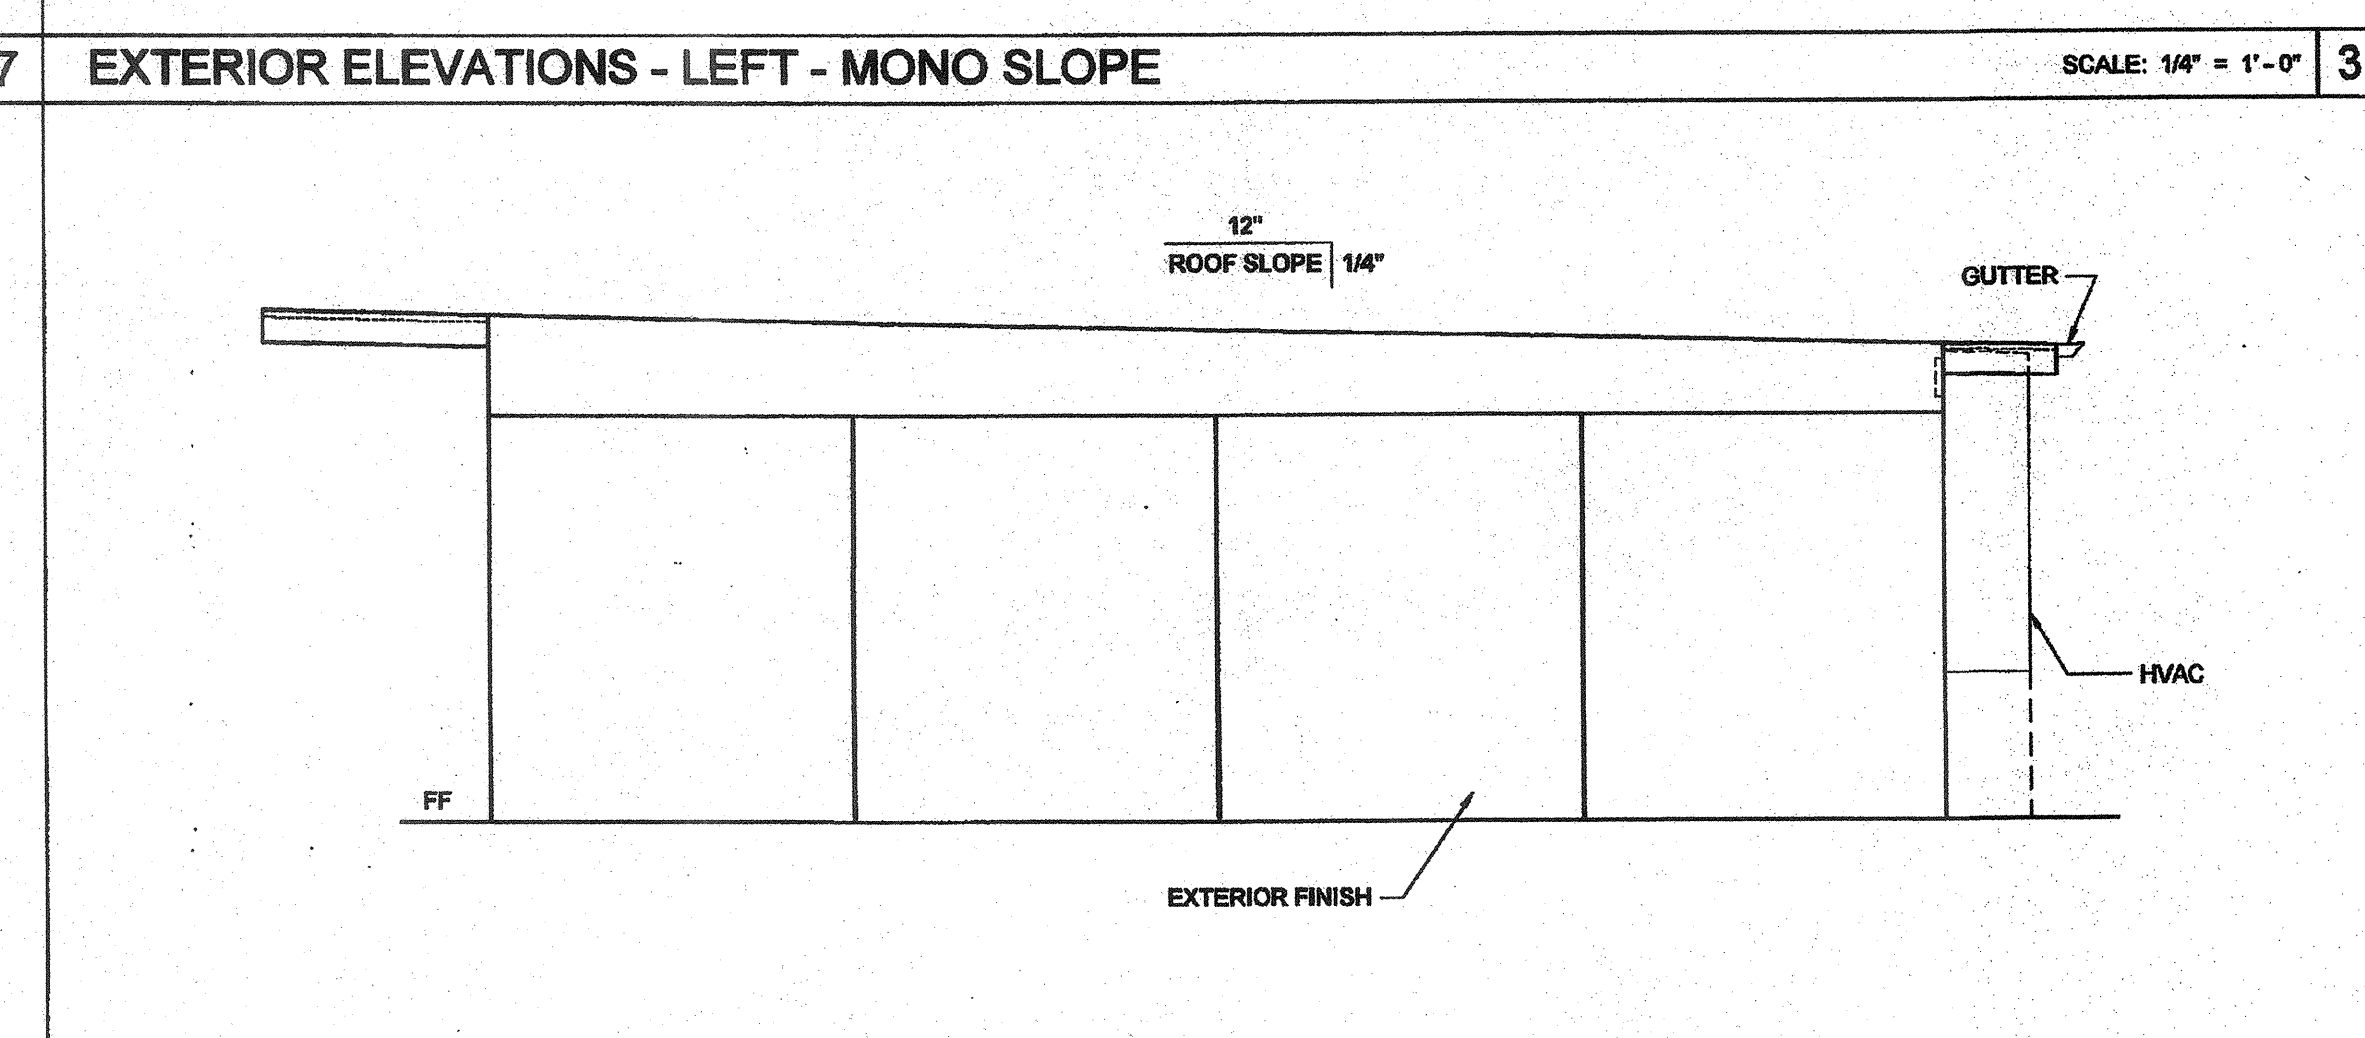 7
EXTERIOR ELEVATIONS - LEFT - MONO SLOPE
SCALE: 1/4" = 1'-0"
3
12"
ROOF SLOPE 1/4"
GUTTER
HVAC
FF
EXTERIOR FINISH